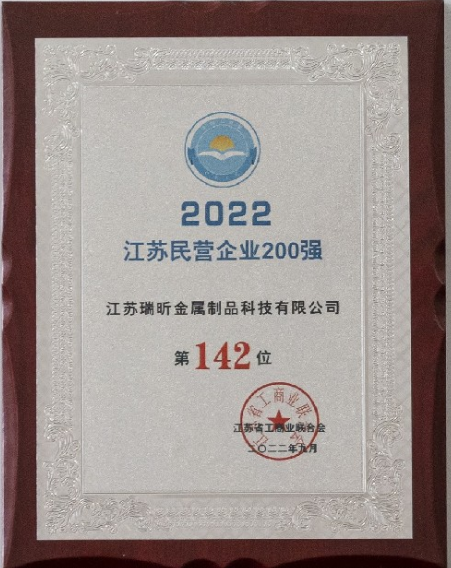 2022
江苏民营企业200强
江苏瑞昕金属制品科技有限公司
第142位
江苏省工商业联合会
二〇二二年九月